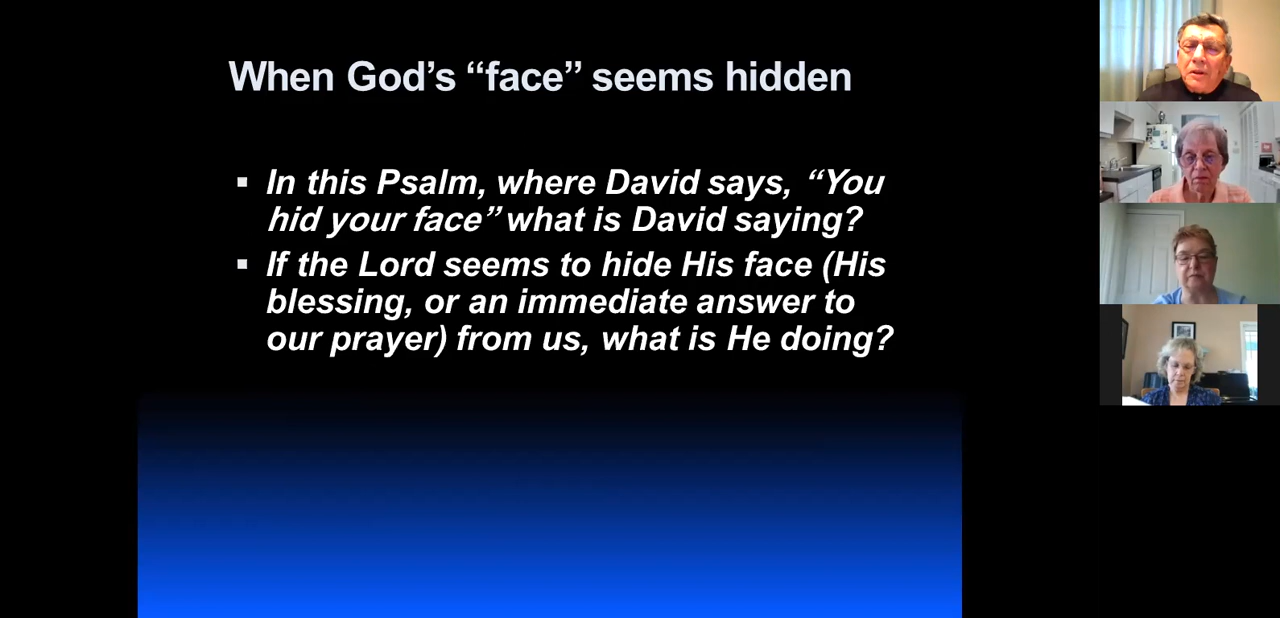 When God’s “face” seems hidden
▪ In this Psalm, where David says, “You
hid your face” what is David saying?
▪ If the Lord seems to hide His face (His
blessing, or an immediate answer to
our prayer) from us, what is He doing?